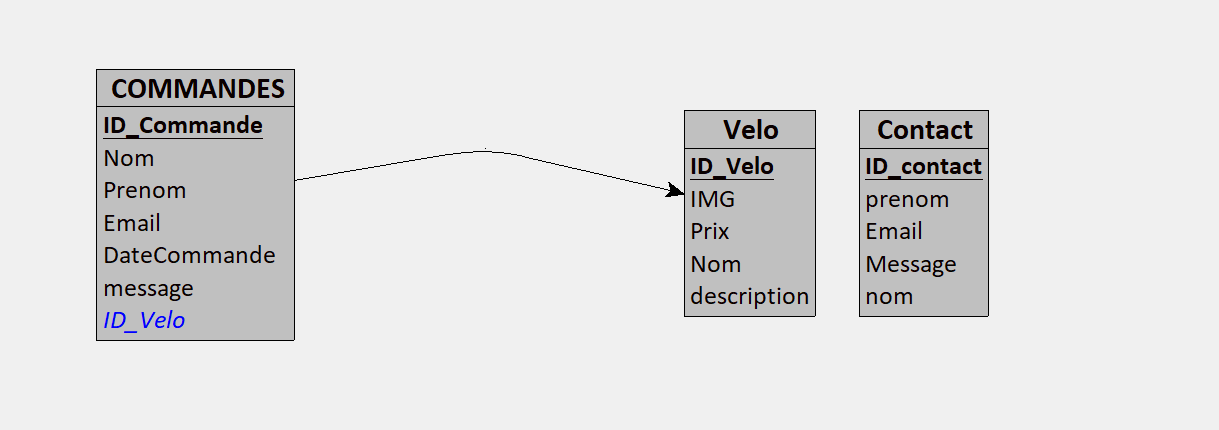 COMMANDES
ID_Commande
Nom
Prenom
Email
DateCommande
message
ID_Velo
Velo
ID_Velo
IMG
Prix
Nom
description
Contact
ID_contact
prenom
Email
Message
nom